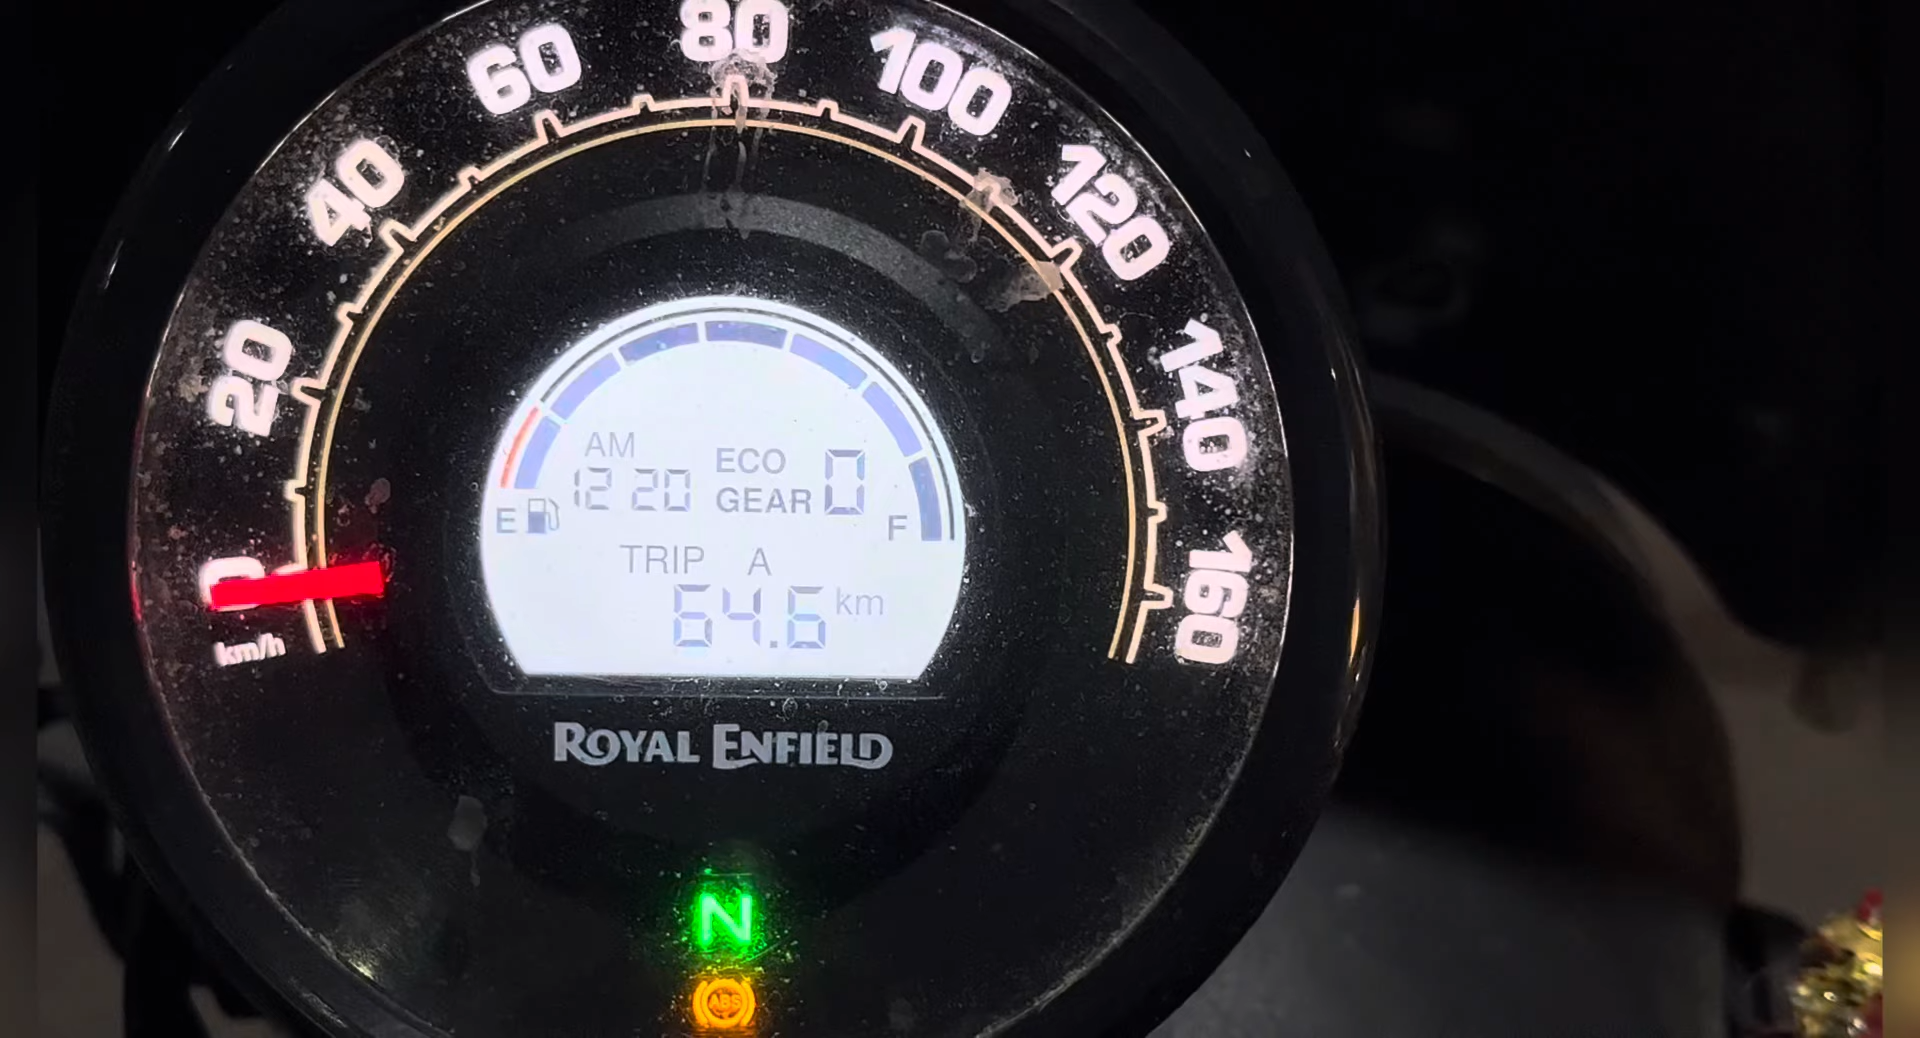 0
20
40
60
80
100
120
140
160
km/h
AM
12 20
ECO
GEAR 0
E
F
TRIP A
64.6 km
ROYAL ENFIELD
N
ABS